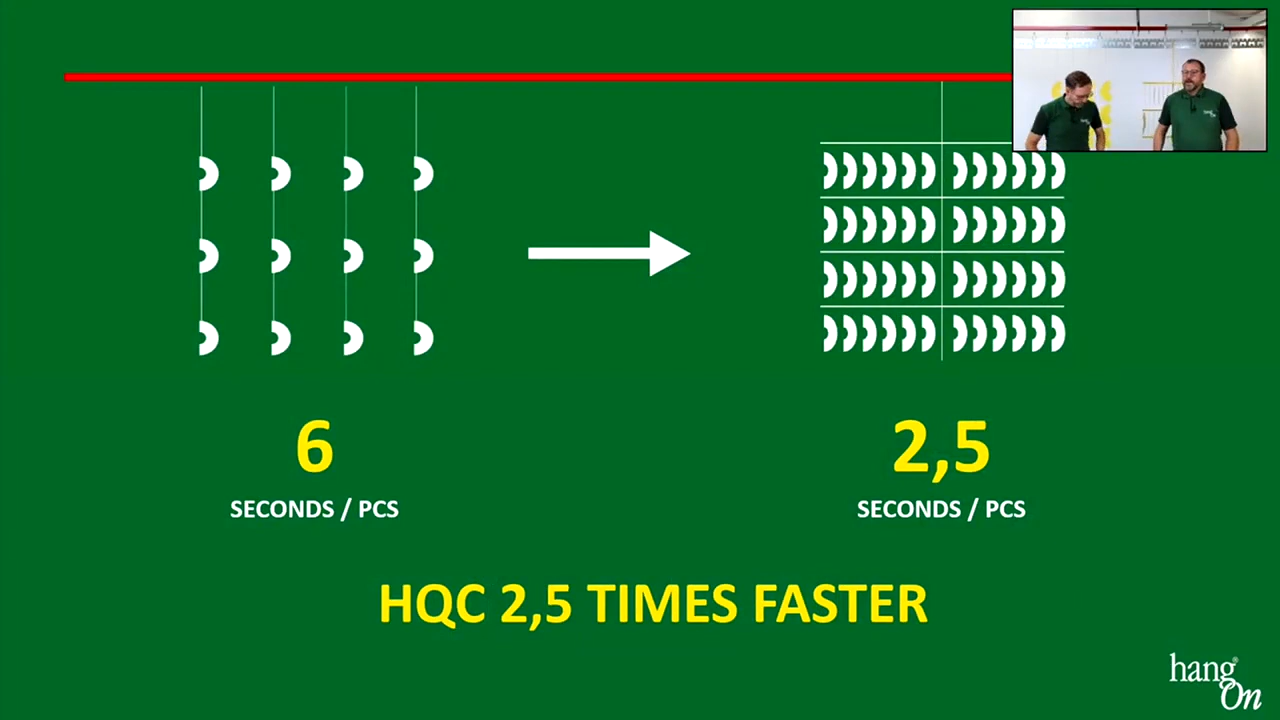 6
2,5
SECONDS / PCS
SECONDS / PCS
HQC 2,5 TIMES FASTER
hang®
On